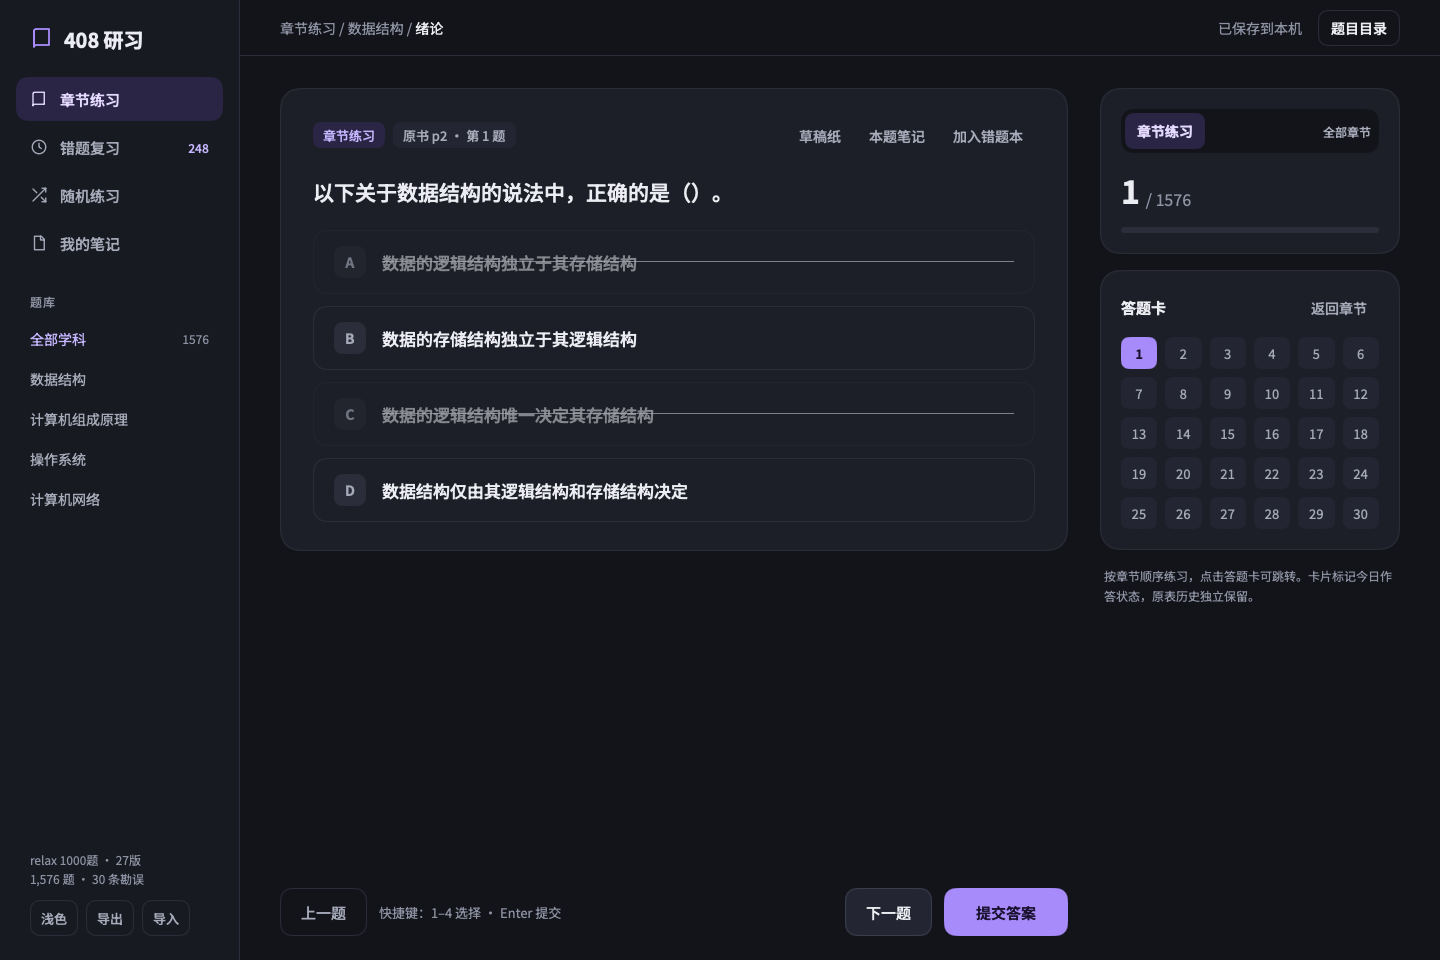 408 研习
章节练习
错题复习 248
随机练习
我的笔记
题库
全部学科 1576
数据结构
计算机组成原理
操作系统
计算机网络
relax 1000题 · 27版
1,576 题 · 30 条勘误
浅色 导出 导入
章节练习 / 数据结构 / 绪论
已保存到本机 题目目录
章节练习 原书 p2 · 第 1 题 草稿纸 本题笔记 加入错题本
以下关于数据结构的说法中，正确的是（）。
A 数据的逻辑结构独立于其存储结构
B 数据的存储结构独立于其逻辑结构
C 数据的逻辑结构唯一决定其存储结构
D 数据结构仅由其逻辑结构和存储结构决定
上一题 快捷键：1–4 选择 · Enter 提交 下一题 提交答案
章节练习 全部章节
1 / 1576
答题卡 返回章节
1 2 3 4 5 6
7 8 9 10 11 12
13 14 15 16 17 18
19 20 21 22 23 24
25 26 27 28 29 30
按章节顺序练习，点击答题卡可跳转。卡片标记今日作
答状态，原表历史独立保留。